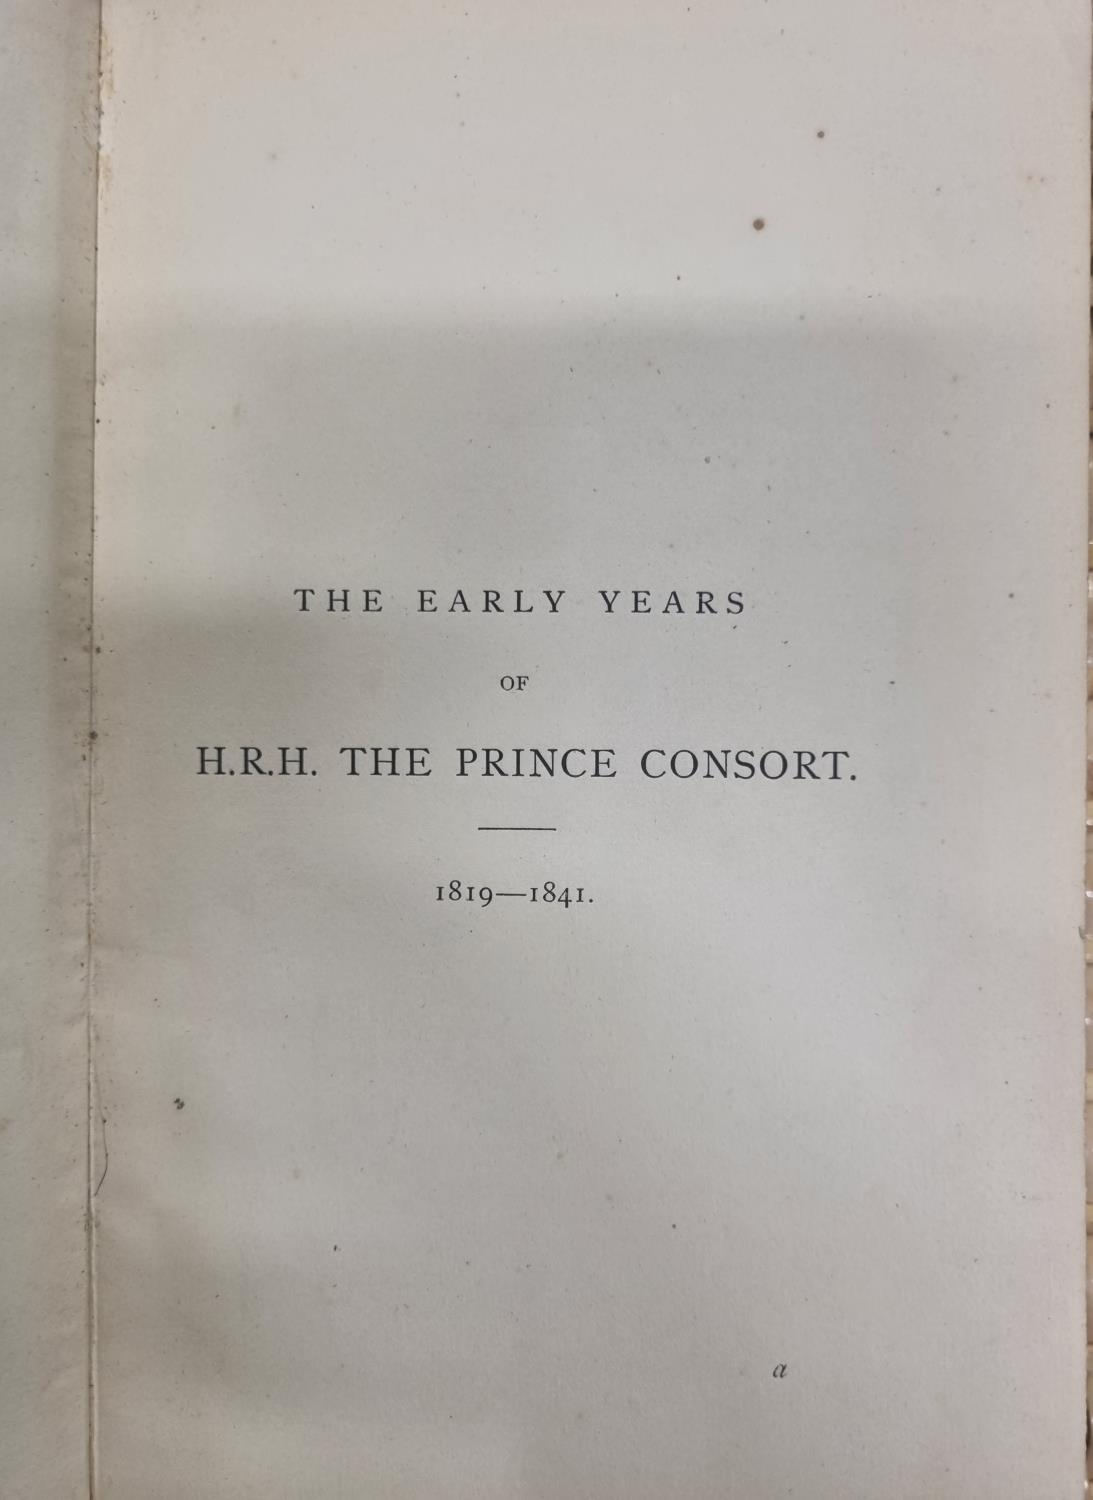 THE EARLY YEARS
OF
H.R.H. THE PRINCE CONSORT.
1819—1841.
a